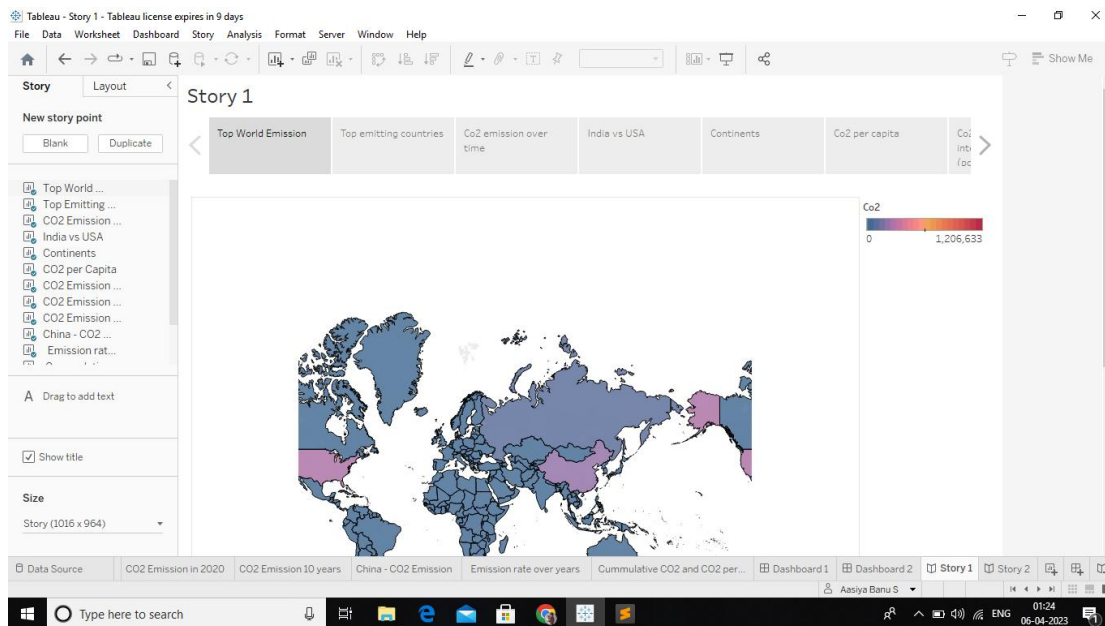 Tableau - Story 1 - Tableau license expires in 9 days
File Data Worksheet Dashboard Story Analysis Format Server Window Help
Show Me
Story Layout
New story point
Blank Duplicate
Top World ...
Top Emitting ...
CO2 Emission ...
India vs USA
Continents
CO2 per Capita
CO2 Emission ...
CO2 Emission ...
CO2 Emission ...
China - CO2 ...
Emission rat...
A Drag to add text
Show title
Size
Story (1016 x 964)
Story 1
Top World Emission
Top emitting countries
Co2 emission over
time
India vs USA
Continents
Co2 per capita
Co2
inte
(pc
Co2
0 1,206,633
Data Source CO2 Emission in 2020 CO2 Emission 10 years China - CO2 Emission Emission rate over years Cummulative CO2 and CO2 per... Dashboard 1 Dashboard 2 Story 1 Story 2
Aasiya Banu S
Type here to search
ENG
01:24
06-04-2023